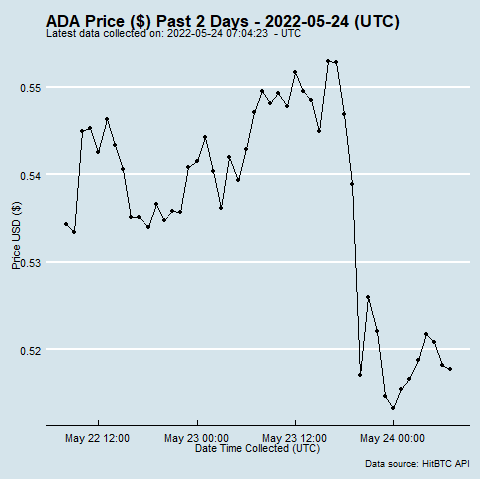 ADA Price ($) Past 2 Days - 2022-05-24 (UTC)
Latest data collected on: 2022-05-24 07:04:23 - UTC
0.55
0.54
0.53
0.52
Price USD ($)
May 22 12:00
May 23 00:00
May 23 12:00
May 24 00:00
Date Time Collected (UTC)
Data source: HitBTC API